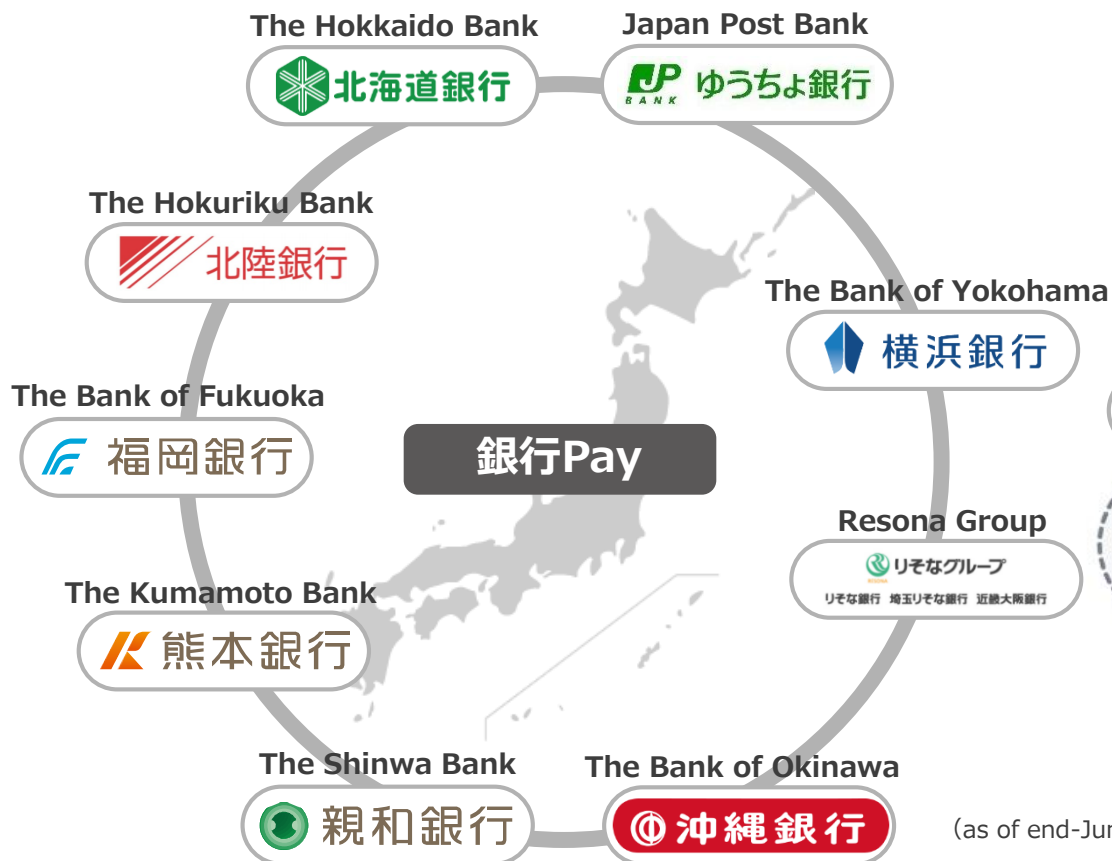 The Hokkaido Bank
北海道銀行
Japan Post Bank
JP
BANK
ゆうちょ銀行
The Hokuriku Bank
北陸銀行
The Bank of Yokohama
横浜銀行
The Bank of Fukuoka
福岡銀行
銀行Pay
Resona Group
RESONA
りそなグループ
りそな銀行 埼玉りそな銀行 近畿大阪銀行
The Kumamoto Bank
熊本銀行
The Shinwa Bank
親和銀行
The Bank of Okinawa
沖縄銀行
(as of end-Jun